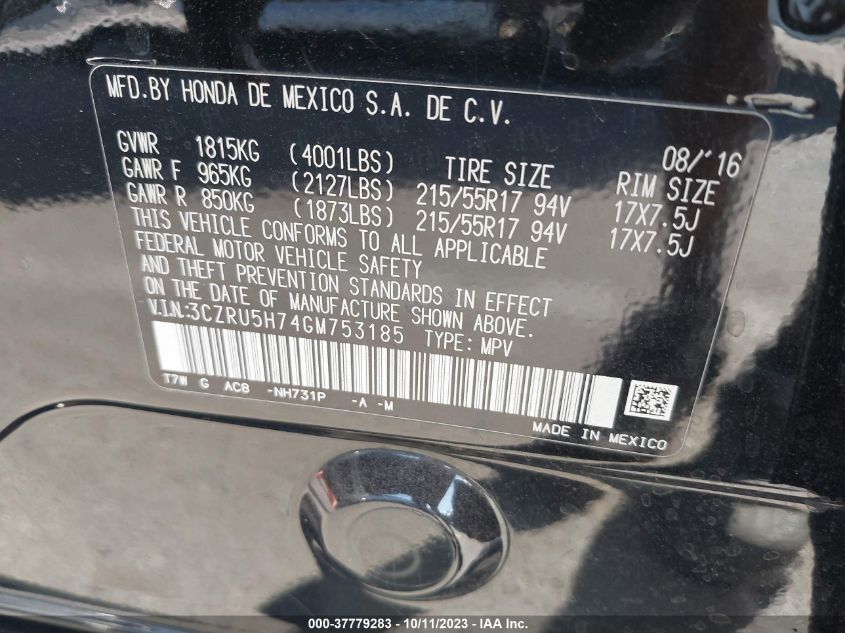 MFD.BY HONDA DE MEXICO S.A. DE C.V.
08/'16
GVWR 1815KG (4001LBS) TIRE SIZE RIM SIZE
GAWR F 965KG (2127LBS) 215/55R17 94V 17X7.5J
GAWR R 850KG (1873LBS) 215/55R17 94V 17X7.5J
THIS VEHICLE CONFORMS TO ALL APPLICABLE
FEDERAL MOTOR VEHICLE SAFETY
AND THEFT PREVENTION STANDARDS IN EFFECT
ON THE DATE OF MANUFACTURE SHOWN ABOVE.
V.I.N:3CZRU5H74GM753185 TYPE: MPV
T7W G AC8 -NH731P -A -M
MADE IN MEXICO
000-37779283 - 10/11/2023 - IAA Inc.